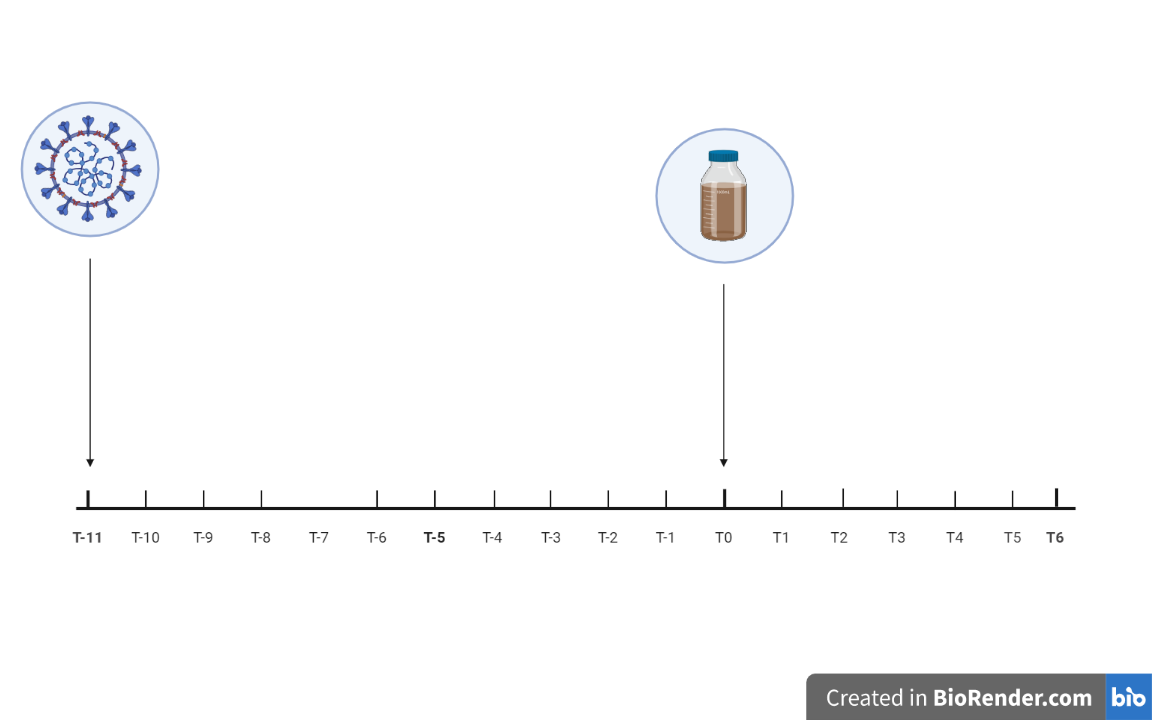 T-11 T-10 T-9 T-8 T-7 T-6 T-5 T-4 T-3 T-2 T-1 T0 T1 T2 T3 T4 T5 T6
Created in BioRender.com bio